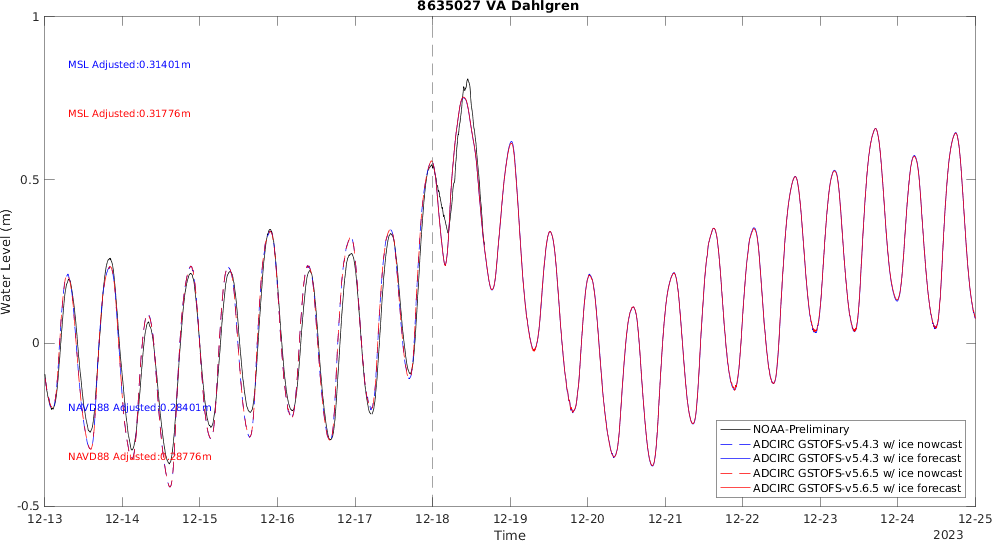 8635027 VA Dahlgren
1
MSL Adjusted:0.31401m
MSL Adjusted:0.31776m
0.5
Water Level (m)
0
NAVD88 Adjusted:0.28401m
NAVD88 Adjusted:0.28776m
NOAA-Preliminary
ADCIRC GSTOFS-v5.4.3 w/ ice nowcast
ADCIRC GSTOFS-v5.4.3 w/ ice forecast
ADCIRC GSTOFS-v5.6.5 w/ ice nowcast
ADCIRC GSTOFS-v5.6.5 w/ ice forecast
-0.5
12-13 12-14 12-15 12-16 12-17 12-18 12-19 12-20 12-21 12-22 12-23 12-24 12-25
Time 2023